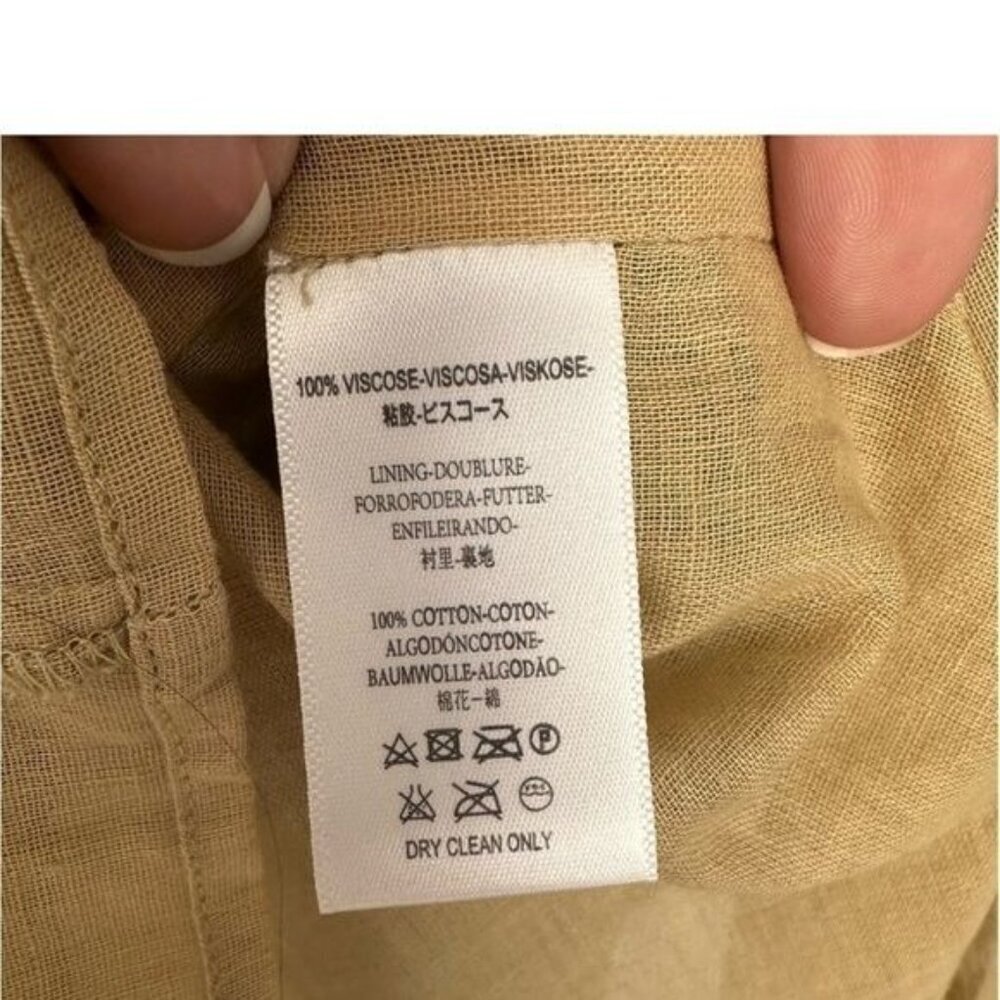 100% VISCOSE-VISCOSA-VISKOSE-
粘胶-ビスコース
LINING-DOUBLURE-
FORROFODERA-FUTTER-
ENFILEIRANDO-
衬里-裏地
100% COTTON-COTON-
ALGODÓNCOTONE-
BAUMWOLLE-ALGODÃO-
棉花-綿
DRY CLEAN ONLY